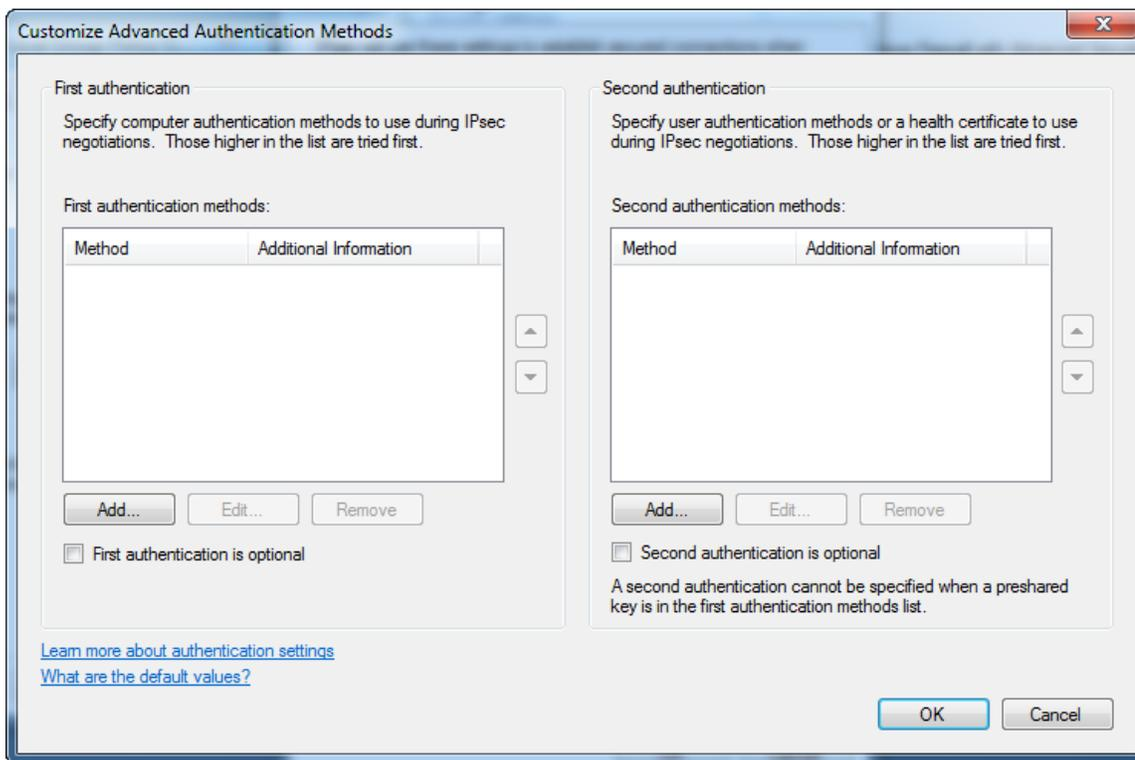 Customize Advanced Authentication Methods
First authentication
Specify computer authentication methods to use during IPsec
negotiations.  Those higher in the list are tried first.
First authentication methods:
Method
Additional Information
Add...
Edit...
Remove
First authentication is optional
Second authentication
Specify user authentication methods or a health certificate to use
during IPsec negotiations.  Those higher in the list are tried first.
Second authentication methods:
Method
Additional Information
Add...
Edit...
Remove
Second authentication is optional
A second authentication cannot be specified when a preshared
key is in the first authentication methods list.
Learn more about authentication settings
What are the default values?
OK
Cancel